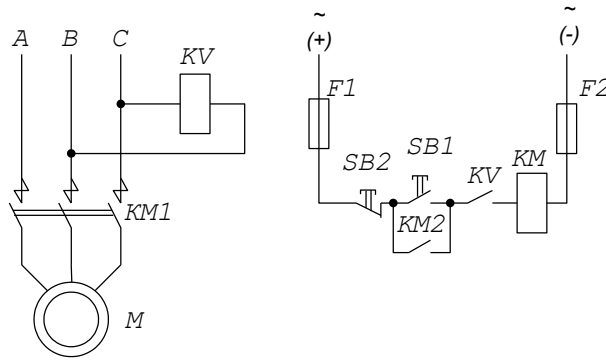 ~ ~
(+) (-)
A B C KV
F1 F2
SB2 SB1 KV KM
KM1 KM2
M